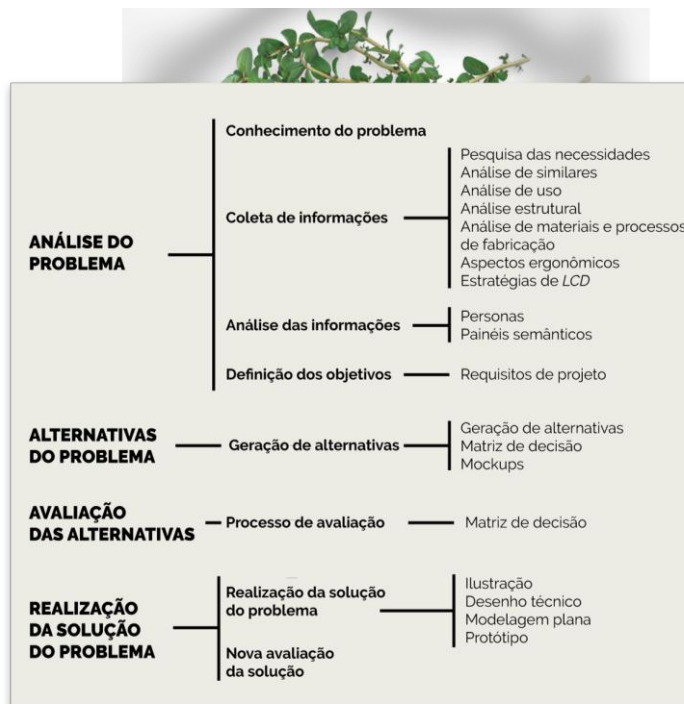 ANÁLISE DO
PROBLEMA
Conhecimento do problema
Coleta de informações
Pesquisa das necessidades
Análise de similares
Análise de uso
Análise estrutural
Análise de materiais e processos
de fabricação
Aspectos ergonômicos
Estratégias de LCD
Análise das informações
Personas
Painéis semânticos
Definição dos objetivos
Requisitos de projeto
ALTERNATIVAS
DO PROBLEMA
Geração de alternativas
Geração de alternativas
Matriz de decisão
Mockups
AVALIAÇÃO
DAS ALTERNATIVAS
Processo de avaliação
Matriz de decisão
REALIZAÇÃO
DA SOLUÇÃO
DO PROBLEMA
Realização da solução
do problema
Ilustração
Desenho técnico
Modelagem plana
Protótipo
Nova avaliação
da solução